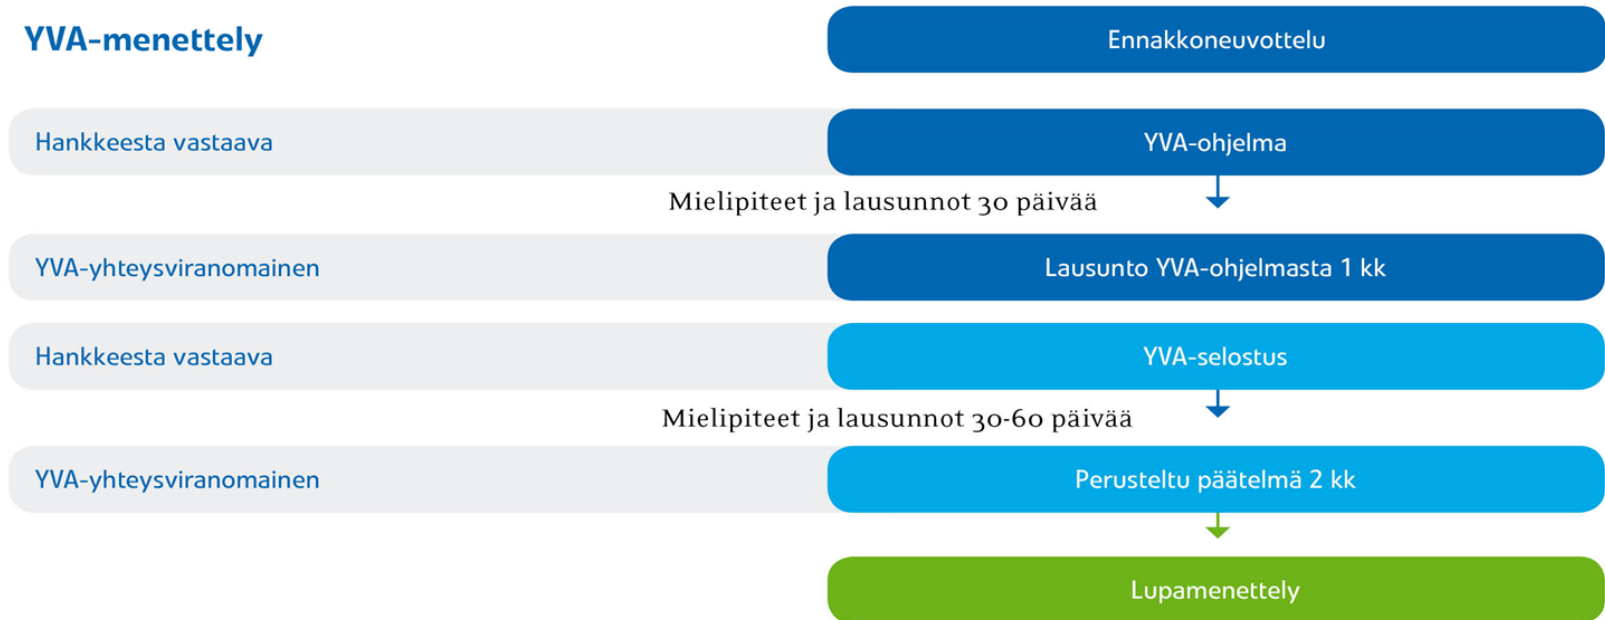 YVA-menettely
Ennakkoneuvottelu
Hankkeesta vastaava
YVA-ohjelma
Mielipiteet ja lausunnot 30 päivää
YVA-yhteysviranomainen
Lausunto YVA-ohjelmasta 1 kk
Hankkeesta vastaava
YVA-selostus
Mielipiteet ja lausunnot 30-60 päivää
YVA-yhteysviranomainen
Perusteltu päätelmä 2 kk
Lupamenettely